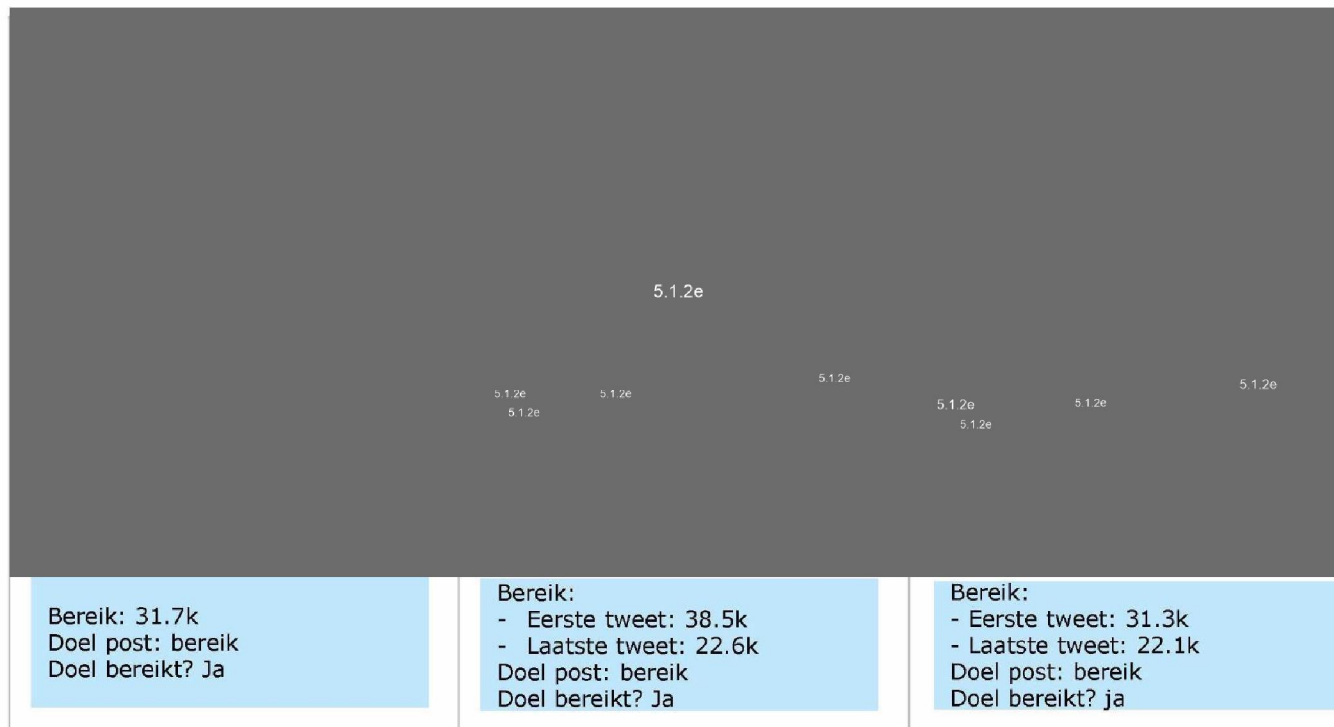 5.1.2e
5.1.2e
5.1.2e
5.1.2e
5.1.2e
5.1.2e
5.1.2e
5.1.2e
5.1.2e
5.1.2e
Bereik: 31.7k
Doel post: bereik
Doel bereikt? Ja
Bereik:
- Eerste tweet: 38.5k
- Laatste tweet: 22.6k
Doel post: bereik
Doel bereikt? Ja
Bereik:
- Eerste tweet: 31.3k
- Laatste tweet: 22.1k
Doel post: bereik
Doel bereikt? ja